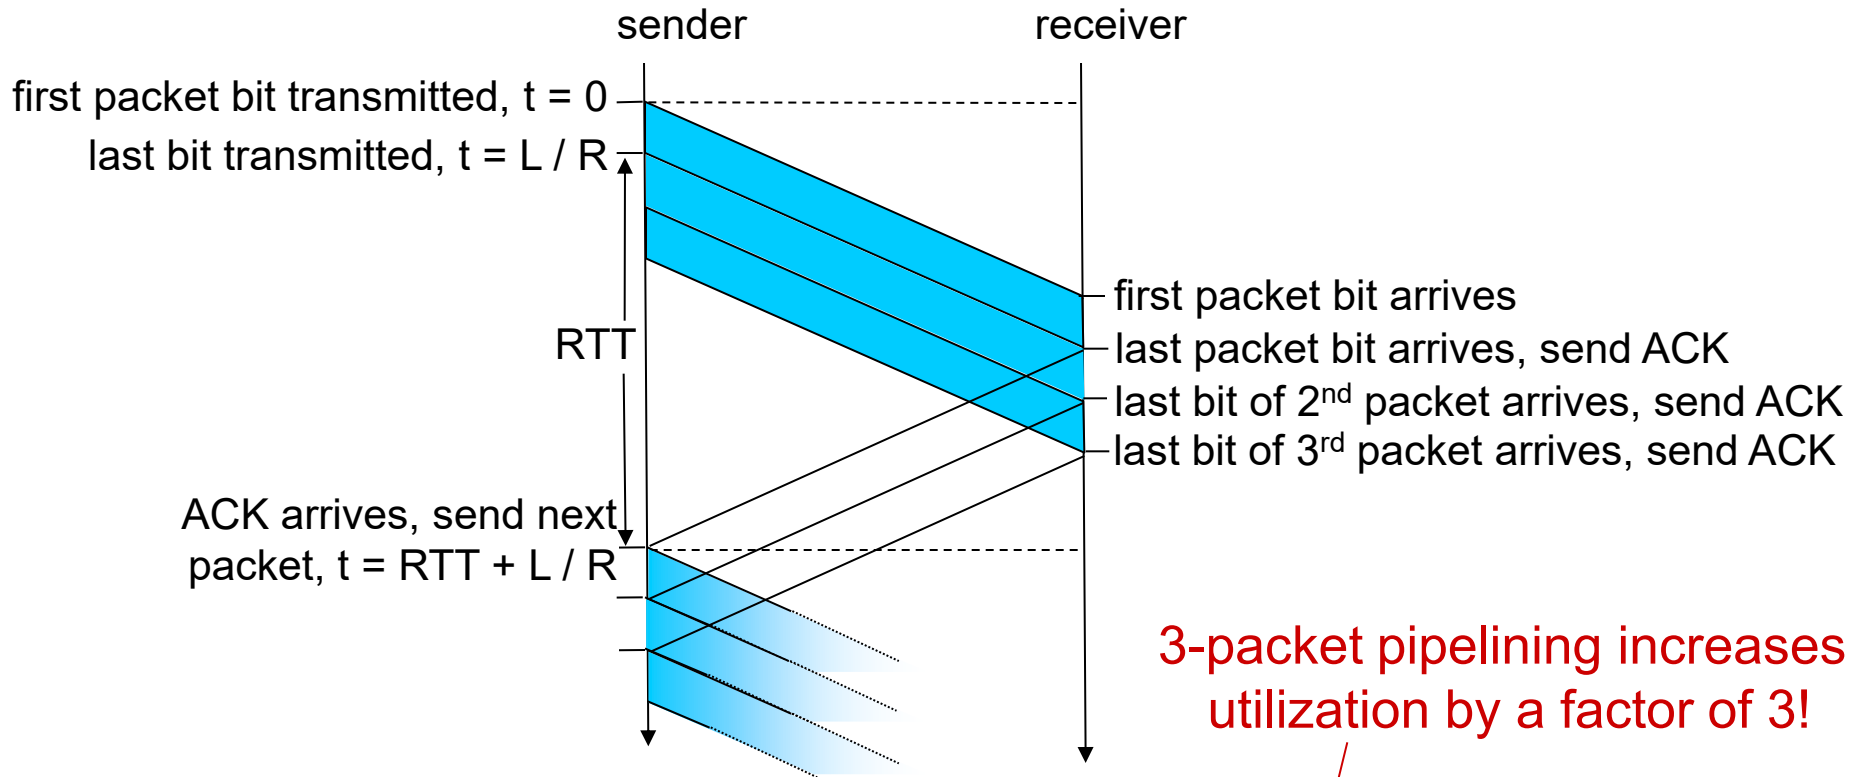 sender
receiver
first packet bit transmitted, t = 0
last bit transmitted, t = L / R
RTT
first packet bit arrives
last packet bit arrives, send ACK
last bit of 2nd packet arrives, send ACK
last bit of 3rd packet arrives, send ACK
ACK arrives, send next
packet, t = RTT + L / R
3-packet pipelining increases
utilization by a factor of 3!